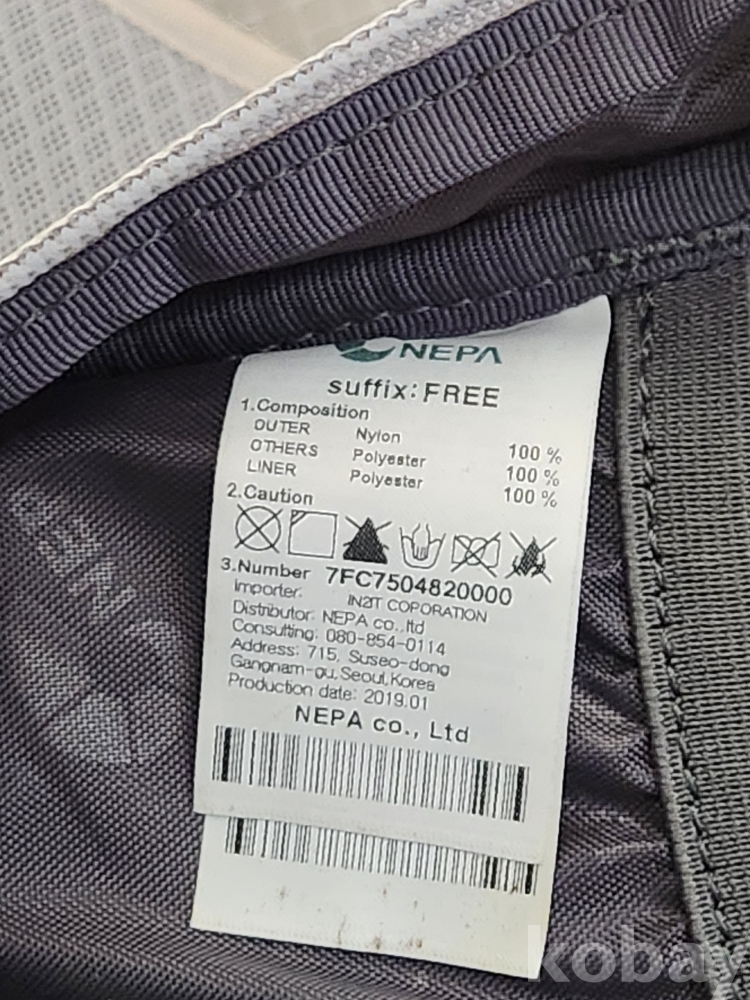 NEPA
suffix: FREE
1.Composition
OUTER Nylon 100 %
OTHERS Polyester 100 %
LINER Polyester 100 %
2.Caution
3.Number 7FC7504820000
Importer: IN2IT COPORATION
Distributor: NEPA co.,ltd
Consulting: 080-854-0114
Address: 715, Suseo-dong
Gangnam-gu, Seoul, Korea
Production date: 2019.01
NEPA co., Ltd
kobay